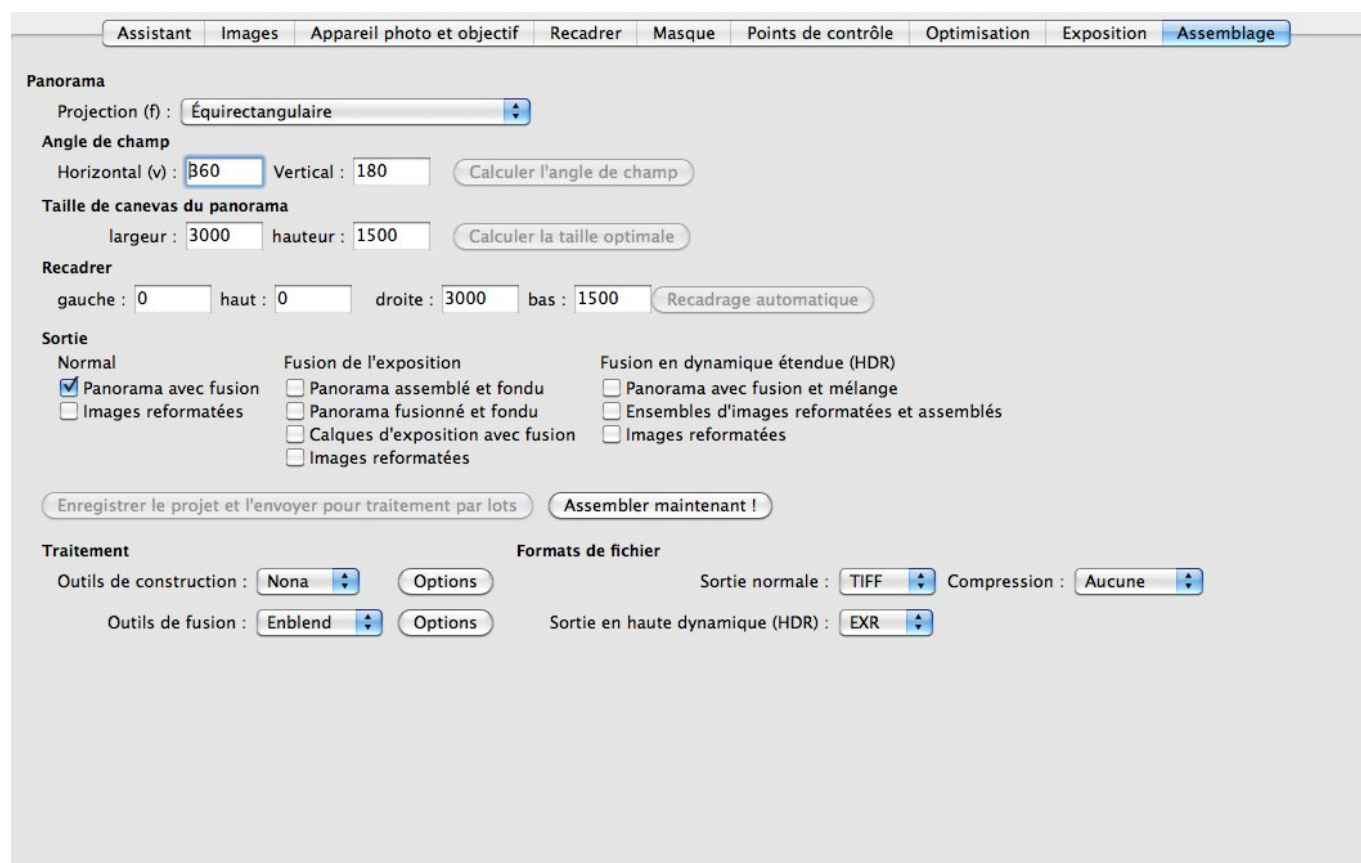 Assistant Images Appareil photo et objectif Recadrer Masque Points de contrôle Optimisation Exposition Assemblage
Panorama
Projection (f) : Équirectangulaire
Angle de champ
Horizontal (v) : 360 Vertical : 180 Calculer l'angle de champ
Taille de canevas du panorama
largeur : 3000 hauteur : 1500 Calculer la taille optimale
Recadrer
gauche : 0 haut : 0 droite : 3000 bas : 1500 Recadrage automatique
Sortie
Normal Fusion de l'exposition Fusion en dynamique étendue (HDR)
Panorama avec fusion Panorama assemblé et fondu Panorama avec fusion et mélange
Images reformatées Panorama fusionné et fondu Ensembles d'images reformatées et assemblés
Calques d'exposition avec fusion Images reformatées
Images reformatées
Enregistrer le projet et l'envoyer pour traitement par lots Assembler maintenant !
Traitement Formats de fichier
Outils de construction : Nona Options Sortie normale : TIFF Compression : Aucune
Outils de fusion : Enblend Options Sortie en haute dynamique (HDR) : EXR